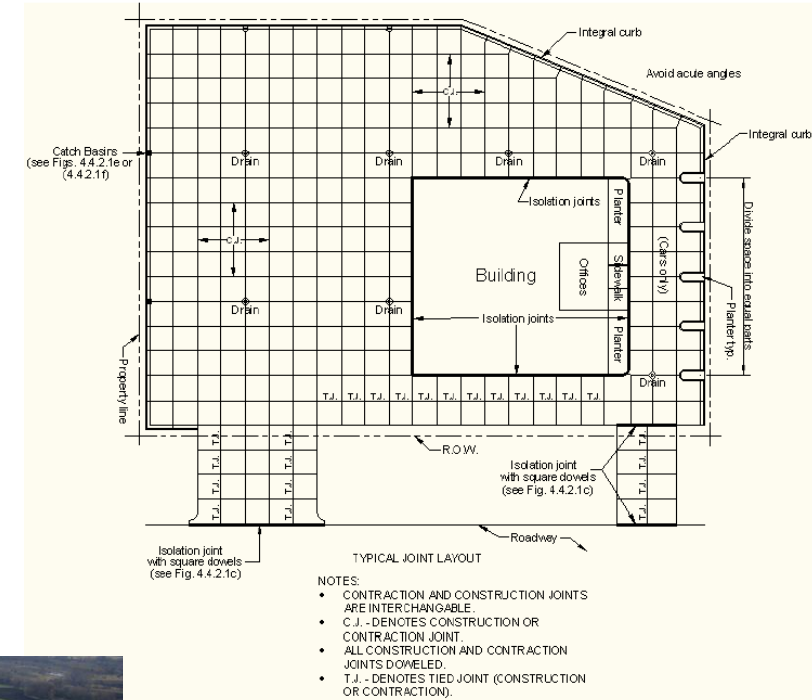 Integral curb
Avoid acute angles
C.J.
Integral curb
Catch Basins
(see Figs. 4.4.2.1e or
(4.4.2.1f)
Drain
Drain
Drain
Drain
Isolation joints
Planter
C.J.
Building
Offices
Sidewalk
(Cars only)
Divide space into equal parts
Planter typ.
Drain
Drain
Isolation joints
Planter
Drain
Property line
T.J. T.J. T.J. T.J. T.J. T.J. T.J. T.J. T.J. T.J. T.J. T.J.
R.O.W.
T.J. T.J. T.J.
T.J. T.J. T.J.
T.J. T.J. T.J.
T.J. T.J. T.J.
Isolation joint
with square dowels
(see Fig. 4.4.2.1c)
Roadway
Isolation joint
with square dowels
(see Fig. 4.4.2.1c)
TYPICAL JOINT LAYOUT
NOTES:
• CONTRACTION AND CONSTRUCTION JOINTS
ARE INTERCHANGABLE.
• C.J. - DENOTES CONSTRUCTION OR
CONTRACTION JOINT.
• ALL CONSTRUCTION AND CONTRACTION
JOINTS DOWELED.
• T.J. - DENOTES TIED JOINT (CONSTRUCTION
OR CONTRACTION).